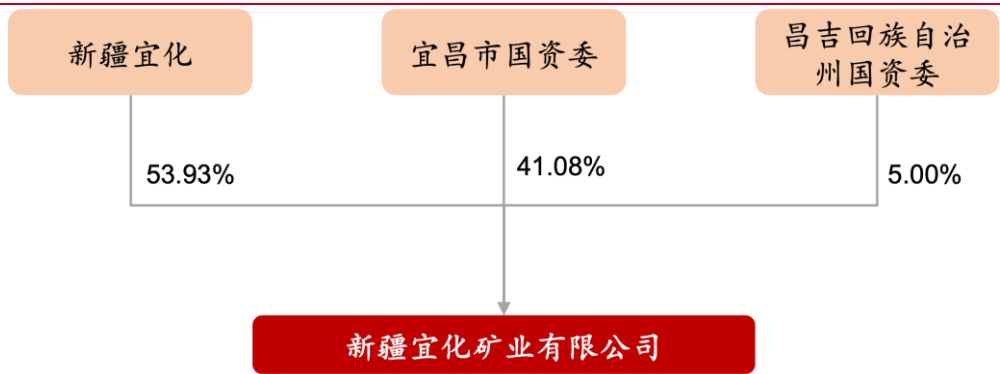 新疆宜化
宜昌市国资委
昌吉回族自治
州国资委
53.93%
41.08%
5.00%
新疆宜化矿业有限公司